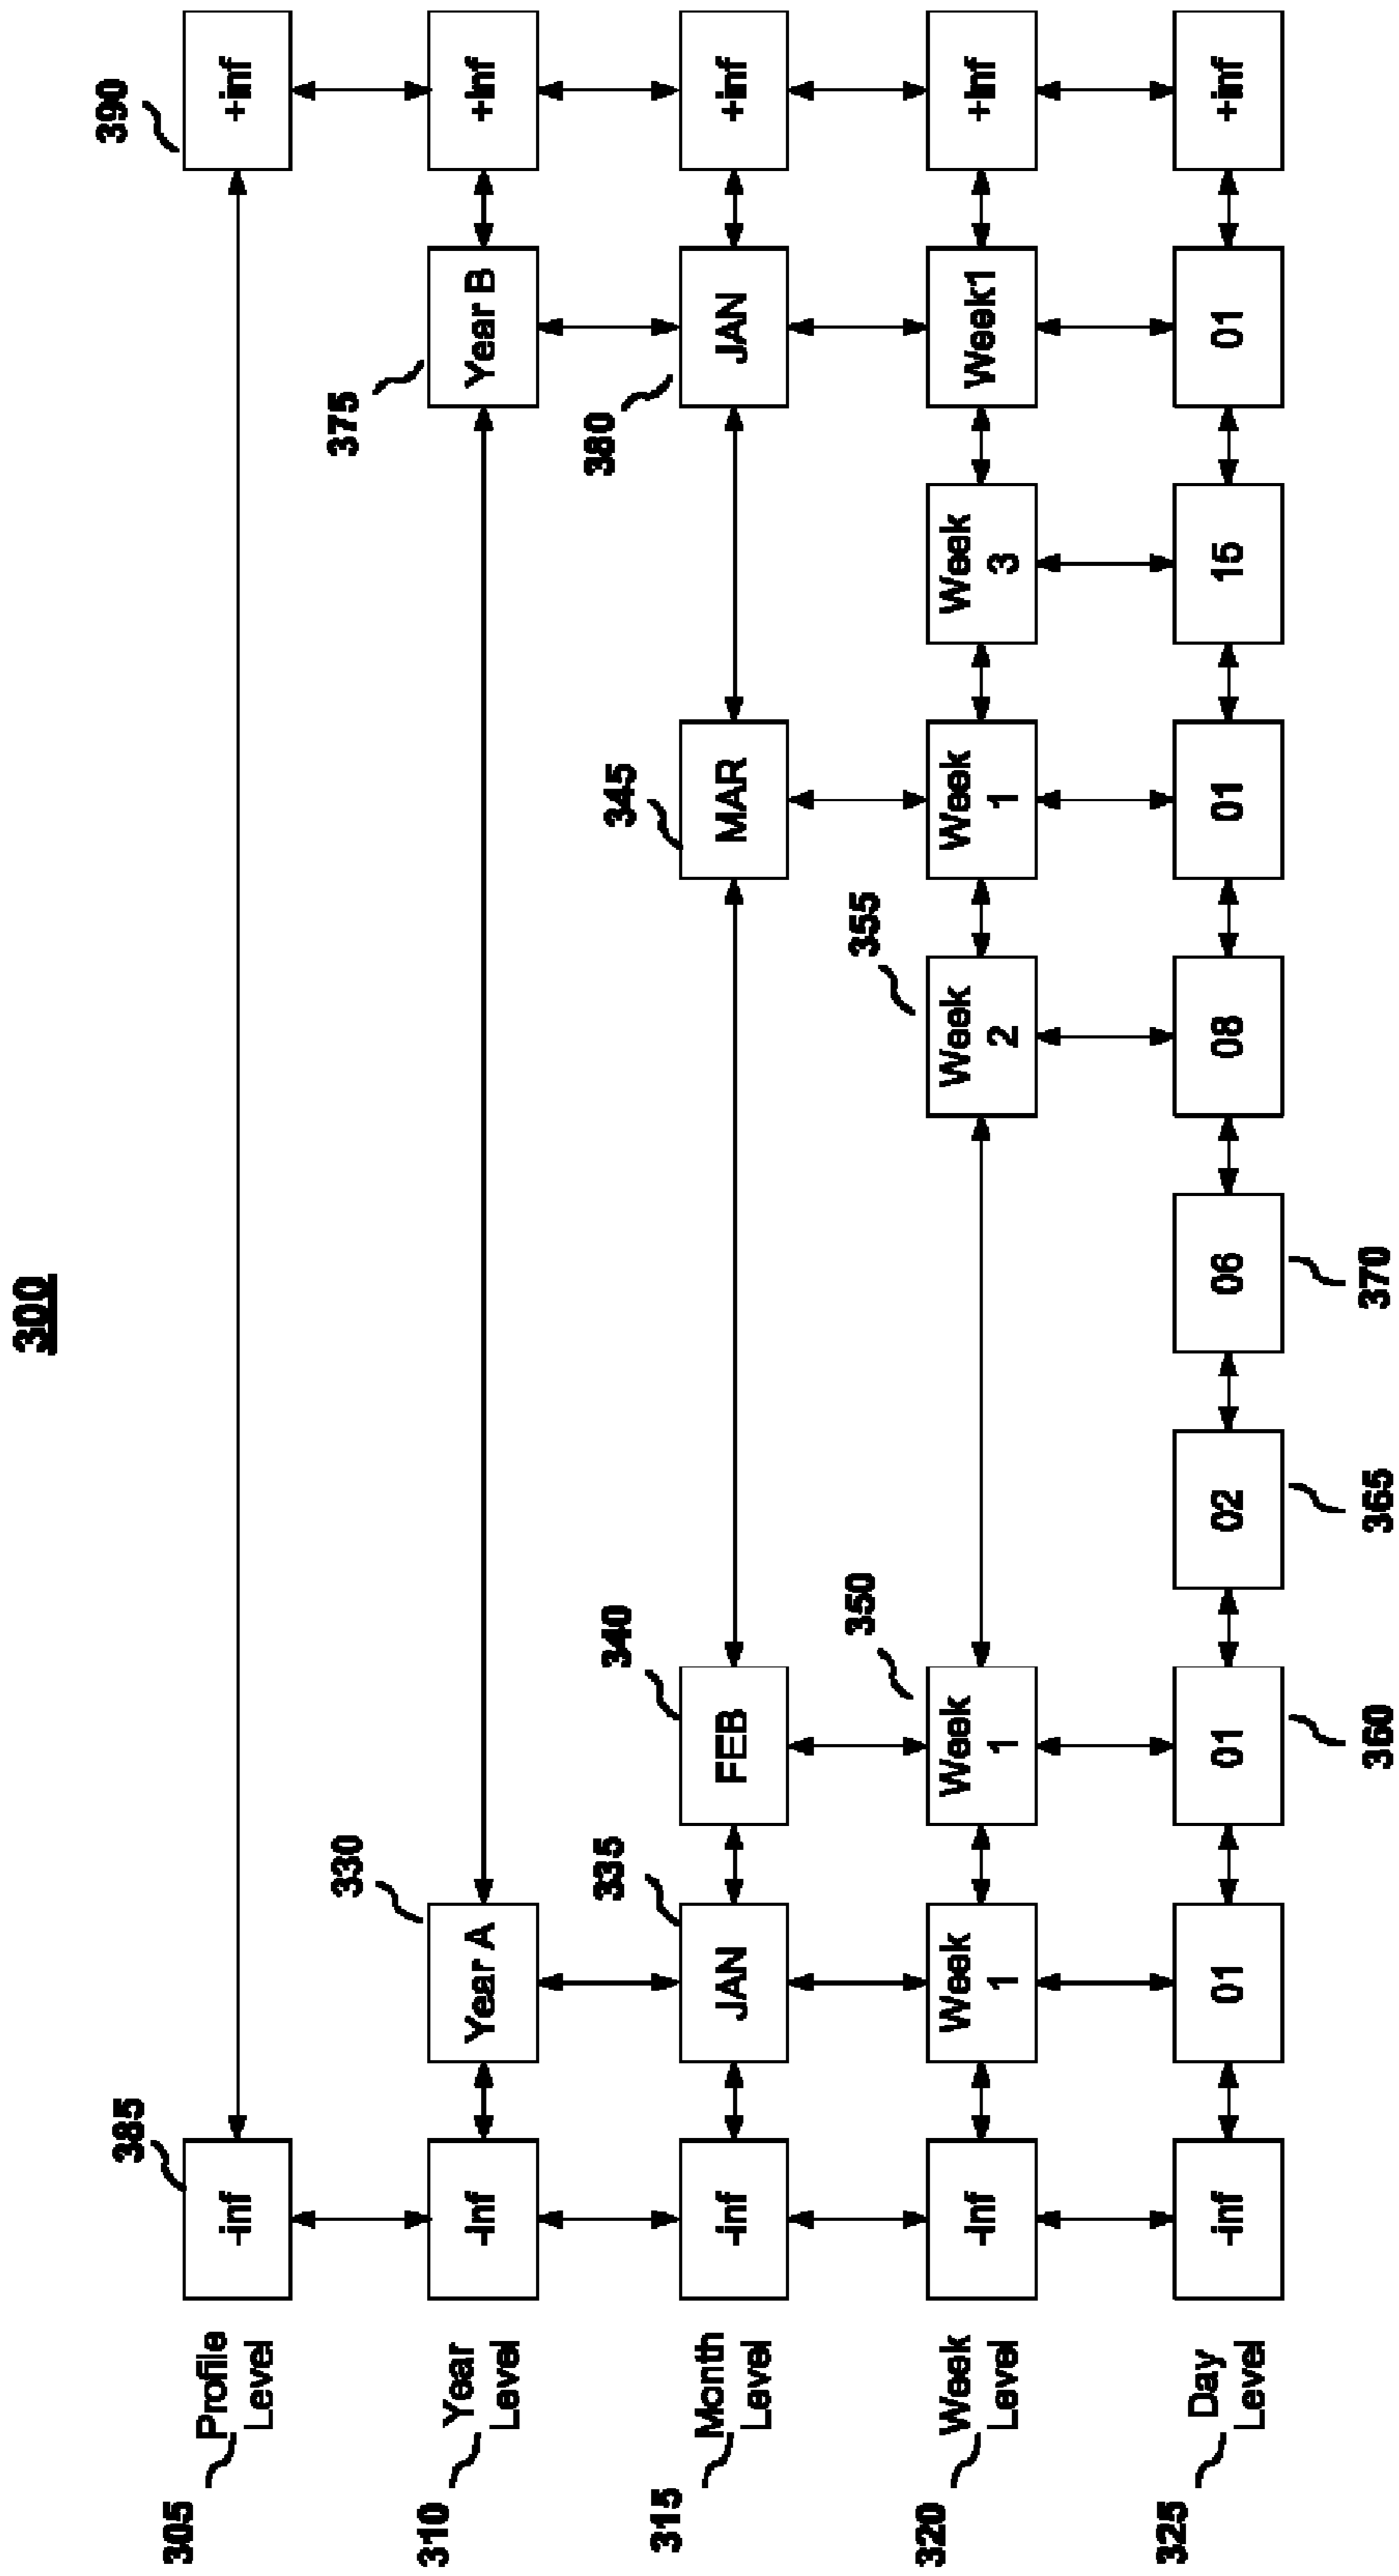 300
390
305
Profile
Level
385
-inf
+inf
330
375
310
Year
Level
-inf
Year A
Year B
+inf
335
340
345
380
315
Month
Level
-inf
JAN
FEB
MAR
JAN
+inf
350
355
320
Week
Level
-inf
Week
1
Week
1
Week
2
Week
1
Week
3
Week1
+inf
325
Day
Level
-inf
01
01
02
06
08
01
15
01
+inf
360
365
370